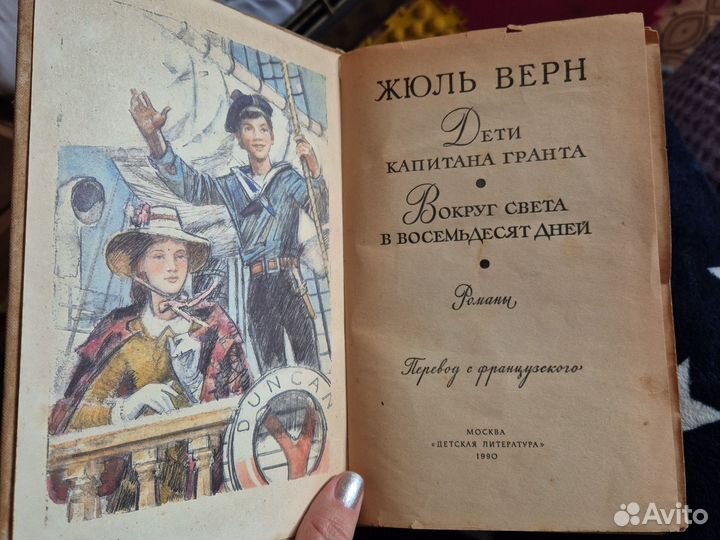 DUNCAN
ЖЮЛЬ ВЕРН
ДЕТИ
КАПИТАНА ГРАНТА
ВОКРУГ СВЕТА
В ВОСЕМЬДЕСЯТ ДНЕЙ
Романы
Перевод с французского
МОСКВА
«ДЕТСКАЯ ЛИТЕРАТУРА»
1990
Avito